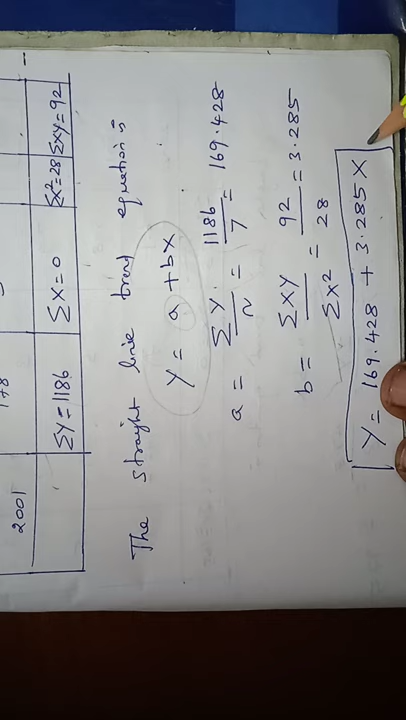 2001 178
ΣY=1186 ΣX=0 ΣX²=28 ΣXY=92
The straight line trend equation is
Y = a + bX
a = ΣY/n = 1186/7 = 169.428
b = ΣXY/ΣX² = 92/28 = 3.285
Y = 169.428 + 3.285 X